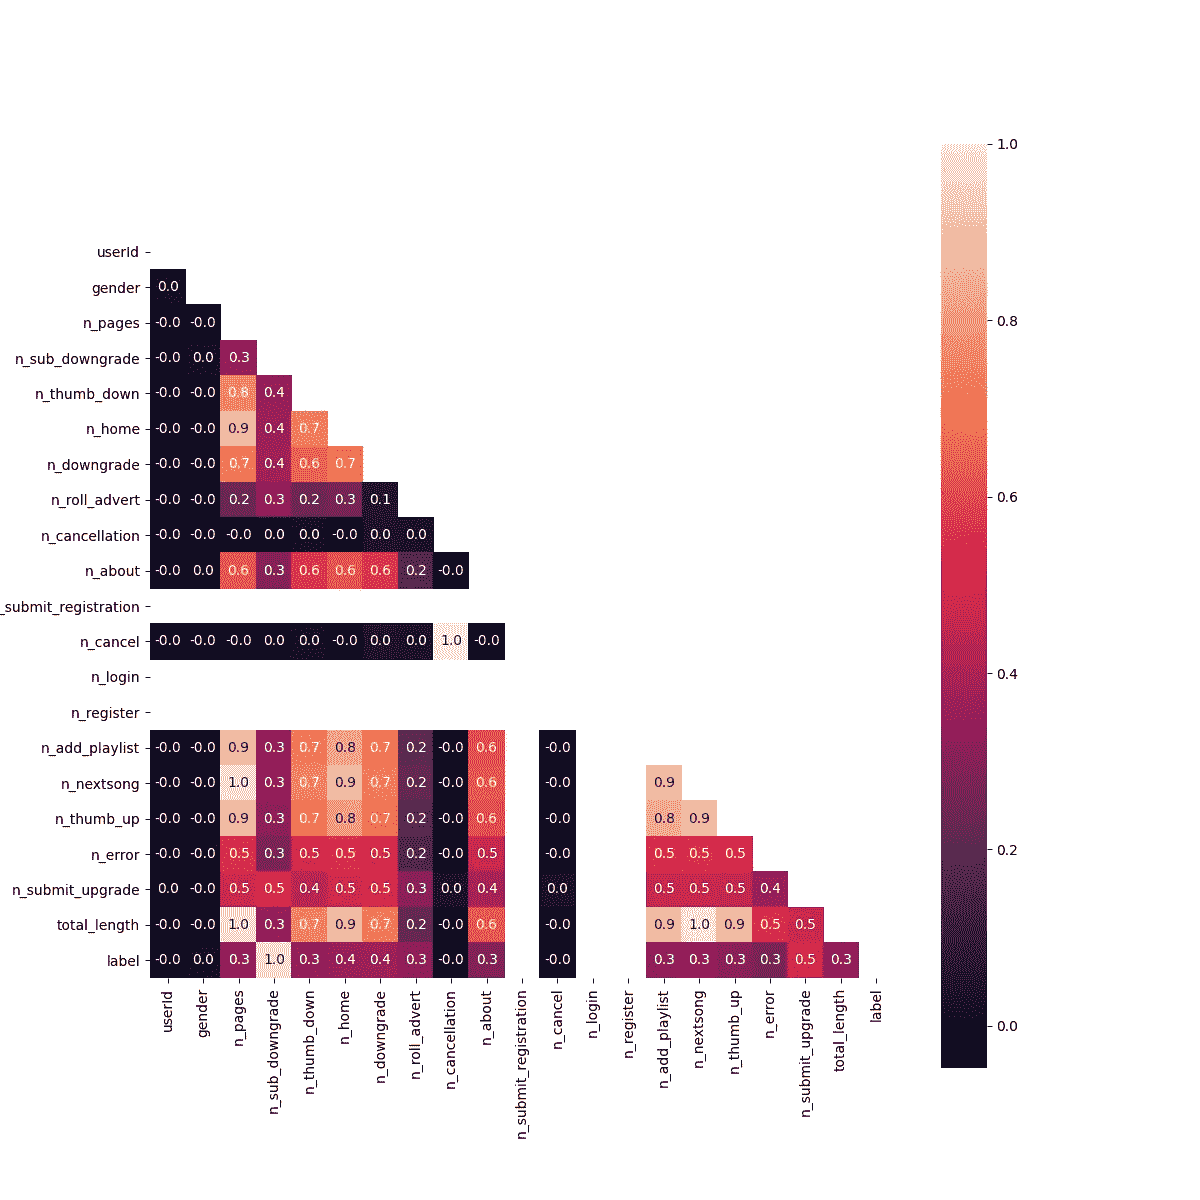 1.0
0.8
0.6
0.4
0.2
0.0
userId
gender 0.0
n_pages -0.0 -0.0
n_sub_downgrade -0.0 0.0 0.3
n_thumb_down -0.0 -0.0 0.8 0.4
n_home -0.0 -0.0 0.9 0.4 0.7
n_downgrade -0.0 -0.0 0.7 0.4 0.6 0.7
n_roll_advert -0.0 -0.0 0.2 0.3 0.2 0.3 0.1
n_cancellation -0.0 -0.0 -0.0 0.0 0.0 -0.0 0.0 0.0
n_about -0.0 0.0 0.6 0.3 0.6 0.6 0.6 0.2 -0.0
_submit_registration
n_cancel -0.0 -0.0 -0.0 0.0 0.0 -0.0 0.0 0.0 1.0 -0.0
n_login
n_register
n_add_playlist -0.0 -0.0 0.9 0.3 0.7 0.8 0.7 0.2 -0.0 0.6 -0.0
n_nextsong -0.0 -0.0 1.0 0.3 0.7 0.9 0.7 0.2 -0.0 0.6 -0.0 0.9
n_thumb_up -0.0 -0.0 0.9 0.3 0.7 0.8 0.7 0.2 -0.0 0.6 -0.0 0.8 0.9
n_error -0.0 -0.0 0.5 0.3 0.5 0.5 0.5 0.2 -0.0 0.5 -0.0 0.5 0.5 0.5
n_submit_upgrade 0.0 -0.0 0.5 0.5 0.4 0.5 0.5 0.3 0.0 0.4 0.0 0.5 0.5 0.5 0.4
total_length -0.0 -0.0 1.0 0.3 0.7 0.9 0.7 0.2 -0.0 0.6 -0.0 0.9 1.0 0.9 0.5 0.5
label -0.0 0.0 0.3 1.0 0.3 0.4 0.4 0.3 -0.0 0.3 -0.0 0.3 0.3 0.3 0.3 0.5 0.3
userId
gender
n_pages
n_sub_downgrade
n_thumb_down
n_home
n_downgrade
n_roll_advert
n_cancellation
n_about
n_submit_registration
n_cancel
n_login
n_register
n_add_playlist
n_nextsong
n_thumb_up
n_error
n_submit_upgrade
total_length
label